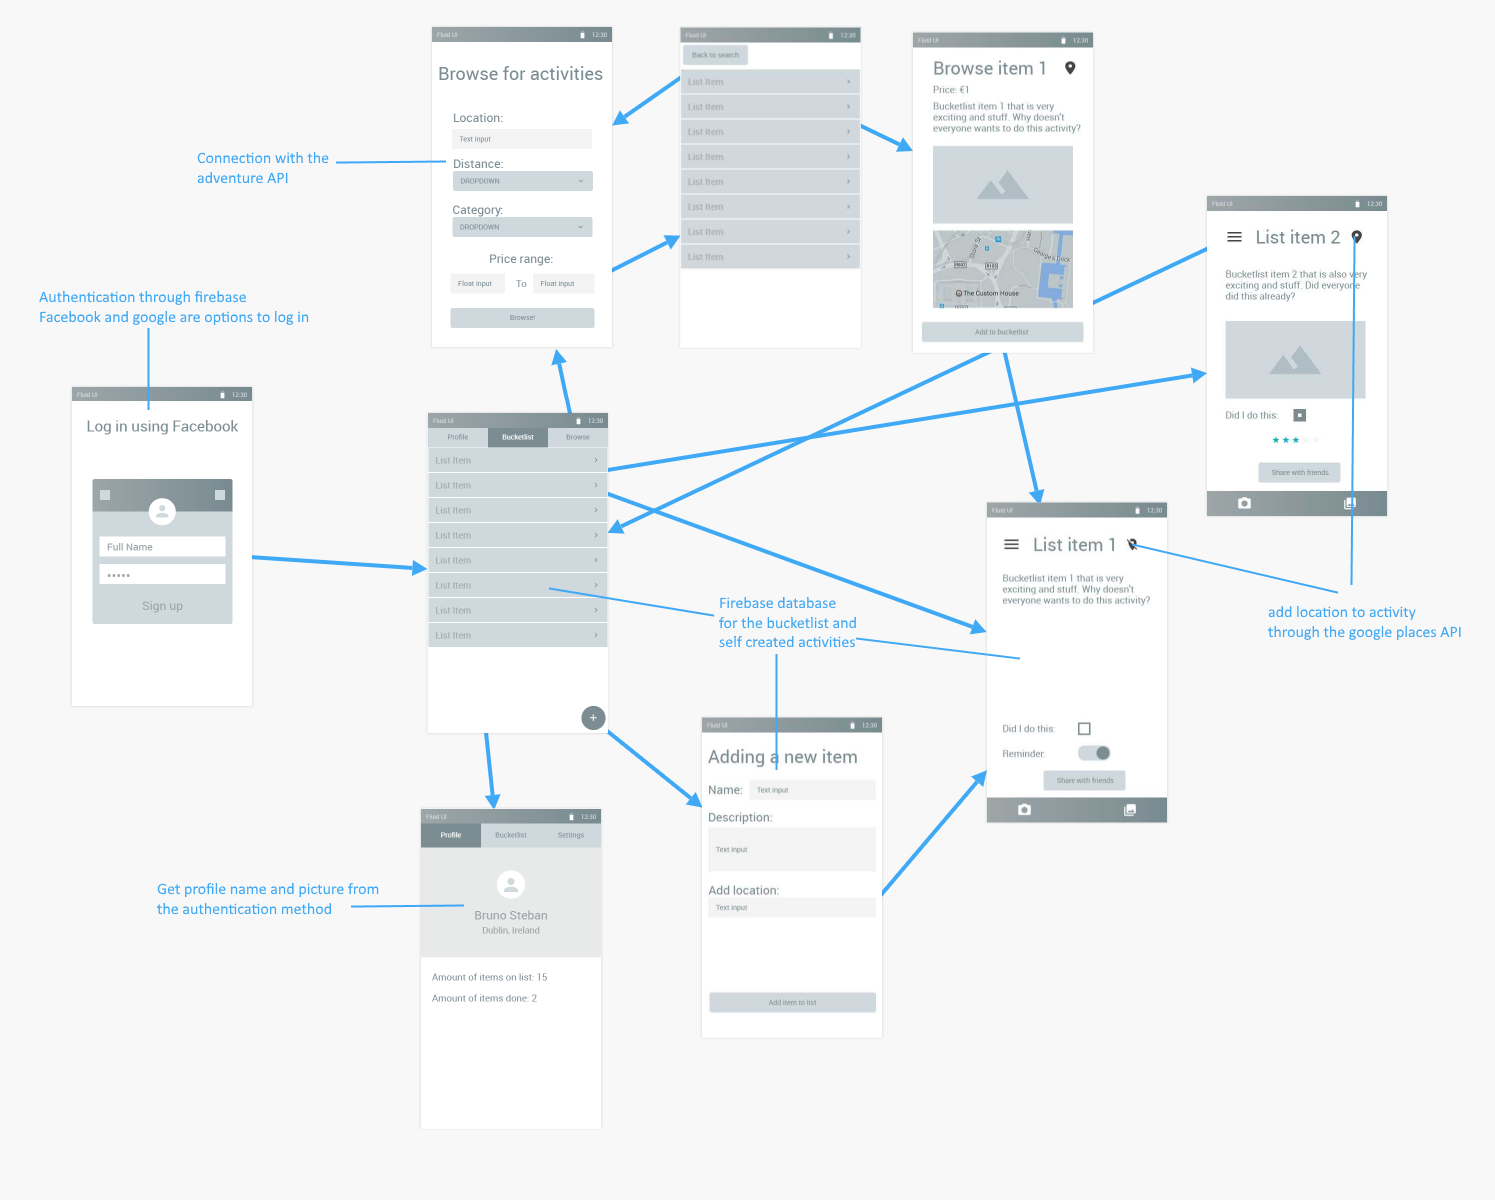 Fluid UI 12:30
Browse for activities
Location:
Text input
Distance:
DROPDOWN
Category:
DROPDOWN
Price range:
Float input To Float input
Browse!
Fluid UI 12:30
Back to search
List Item
List Item
List Item
List Item
List Item
List Item
List Item
List Item
Fluid UI 12:30
Browse item 1
Price: €1
Bucketlist item 1 that is very
exciting and stuff. Why doesn't
everyone wants to do this activity?
Store St
George's Dock
The Custom House
Add to bucketlist
Connection with the
adventure API
Fluid UI 12:30
List item 2
Bucketlist item 2 that is also very
exciting and stuff. Did everyone
did this already?
Did I do this:
Share with friends
Authentication through firebase
Facebook and google are options to log in
Fluid UI 12:30
Log in using Facebook
Full Name
Sign up
Fluid UI 12:30
Profile Bucketlist Browse
List Item
List Item
List Item
List Item
List Item
List Item
List Item
List Item
+
Fluid UI 12:30
List item 1
Bucketlist item 1 that is very
exciting and stuff. Why doesn't
everyone wants to do this activity?
Did I do this:
Reminder:
Share with friends
Firebase database
for the bucketlist and
self created activities
add location to activity
through the google places API
Fluid UI 12:30
Adding a new item
Name: Text input
Description:
Text input
Add location:
Text input
Add item to list
Fluid UI 12:30
Profile Bucketlist Settings
Bruno Steban
Dublin, Ireland
Amount of items on list: 15
Amount of items done: 2
Get profile name and picture from
the authentication method